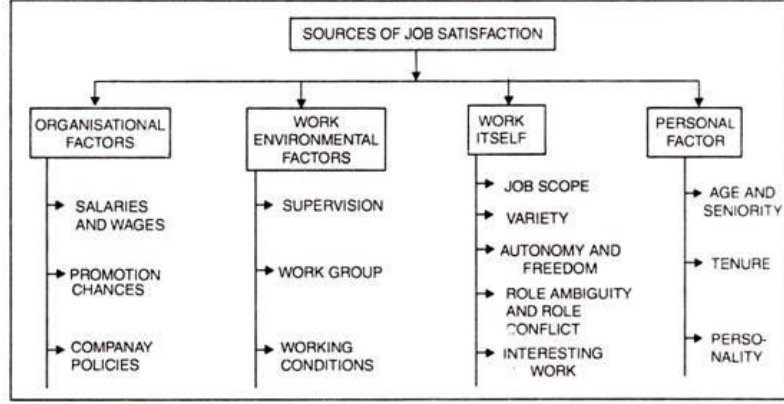 SOURCES OF JOB SATISFACTION
ORGANISATIONAL
FACTORS
SALARIES
AND WAGES
PROMOTION
CHANCES
COMPANAY
POLICIES
WORK
ENVIRONMENTAL
FACTORS
SUPERVISION
WORK GROUP
WORKING
CONDITIONS
WORK
ITSELF
JOB SCOPE
VARIETY
AUTONOMY AND
FREEDOM
ROLE AMBIGUITY
AND ROLE
CONFLICT
INTERESTING
WORK
PERSONAL
FACTOR
AGE AND
SENIORITY
TENURE
PERSO-
NALITY